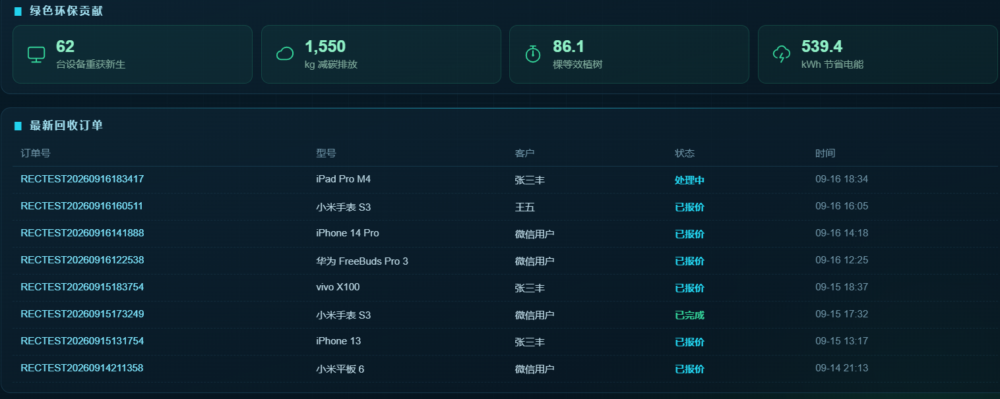 绿色环保贡献
62
台设备重获新生
1,550
kg 减碳排放
86.1
棵等效植树
539.4
kWh 节省电能
最新回收订单
订单号 型号 客户 状态 时间
RECTEST20260916183417 iPad Pro M4 张三丰 处理中 09-16 18:34
RECTEST20260916160511 小米手表 S3 王五 已报价 09-16 16:05
RECTEST20260916141888 iPhone 14 Pro 微信用户 已报价 09-16 14:18
RECTEST20260916122538 华为 FreeBuds Pro 3 微信用户 已报价 09-16 12:25
RECTEST20260915183754 vivo X100 张三丰 已报价 09-15 18:37
RECTEST20260915173249 小米手表 S3 微信用户 已完成 09-15 17:32
RECTEST20260915131754 iPhone 13 张三丰 已报价 09-15 13:17
RECTEST20260914211358 小米平板 6 微信用户 已报价 09-14 21:13